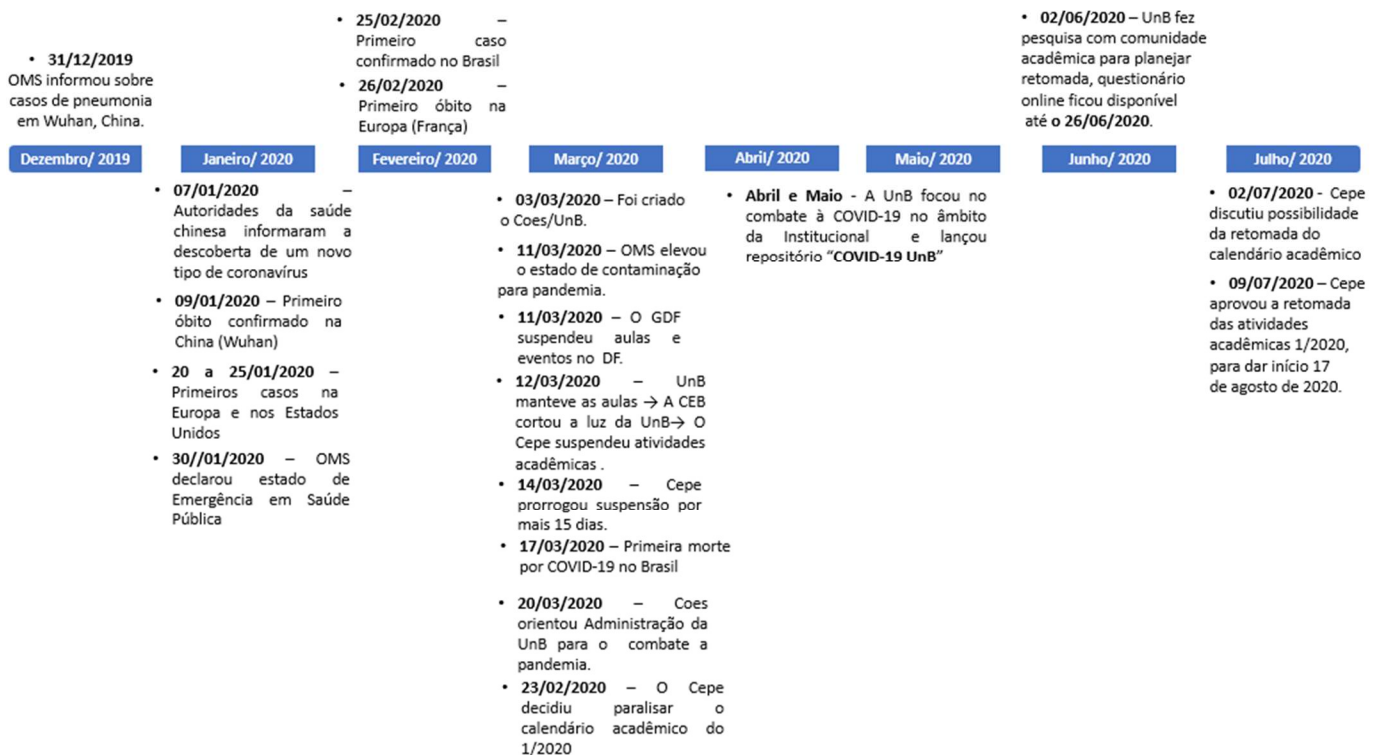 • 31/12/2019
OMS informou sobre
casos de pneumonia
em Wuhan, China.
• 25/02/2020 –
Primeiro caso
confirmado no Brasil
• 26/02/2020 –
Primeiro óbito na
Europa (França)
• 02/06/2020 – UnB fez
pesquisa com comunidade
acadêmica para planejar
retomada, questionário
online ficou disponível
até o 26/06/2020.
Dezembro/ 2019
Janeiro/ 2020
Fevereiro/ 2020
Março/ 2020
Abril/ 2020
Maio/ 2020
Junho/ 2020
Julho/ 2020
• 07/01/2020 –
Autoridades da saúde
chinesa informaram a
descoberta de um novo
tipo de coronavírus
• 09/01/2020 – Primeiro
óbito confirmado na
China (Wuhan)
• 20 a 25/01/2020 –
Primeiros casos na
Europa e nos Estados
Unidos
• 30//01/2020 – OMS
declarou estado de
Emergência em Saúde
Pública
• 03/03/2020 – Foi criado
o Coes/UnB.
• 11/03/2020 – OMS elevou
o estado de contaminação
para pandemia.
• 11/03/2020 – O GDF
suspendeu aulas e
eventos no DF.
• 12/03/2020 – UnB
manteve as aulas → A CEB
cortou a luz da UnB→ O
Cepe suspendeu atividades
acadêmicas .
• 14/03/2020 – Cepe
prorrogou suspensão por
mais 15 dias.
• 17/03/2020 – Primeira morte
por COVID-19 no Brasil
• 20/03/2020 – Coes
orientou Administração da
UnB para o combate a
pandemia.
• 23/02/2020 – O Cepe
decidiu paralisar o
calendário acadêmico do
1/2020
• Abril e Maio - A UnB focou no
combate à COVID-19 no âmbito
da Institucional e lançou
repositório “COVID-19 UnB”
• 02/07/2020 - Cepe
discutiu possibilidade
da retomada do
calendário acadêmico
• 09/07/2020 – Cepe
aprovou a retomada
das atividades
acadêmicas 1/2020,
para dar início 17
de agosto de 2020.